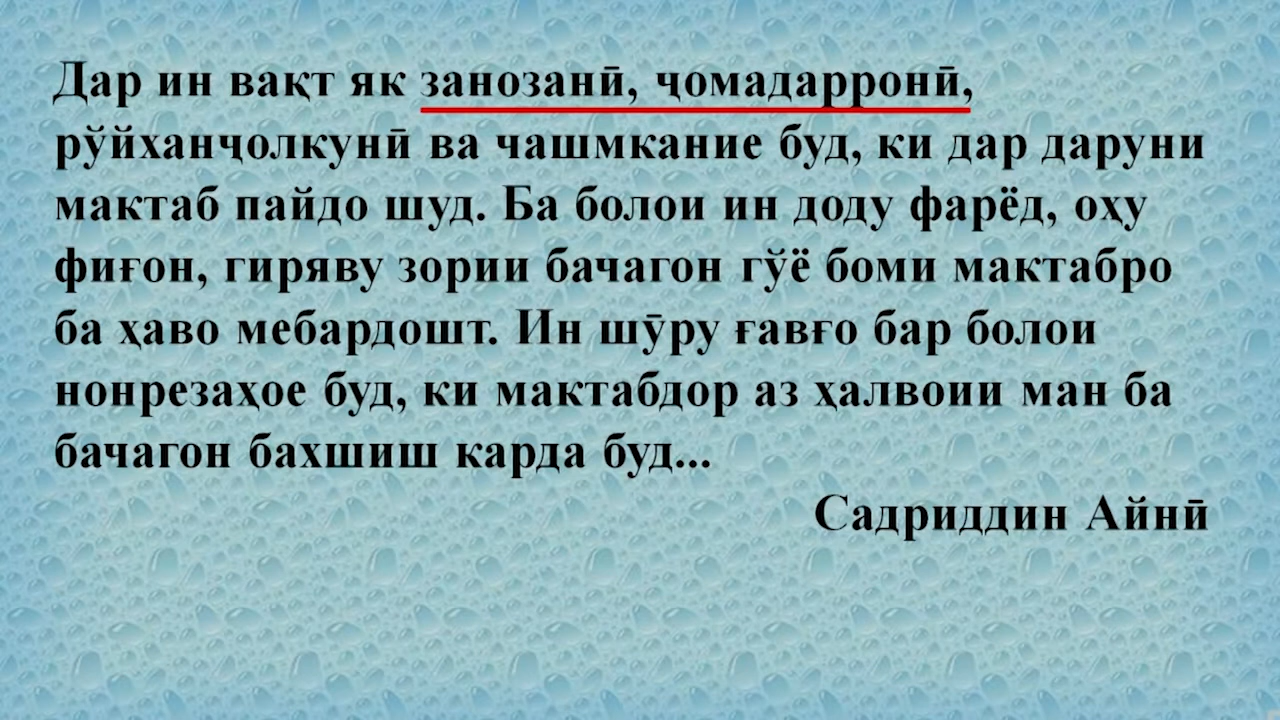 Дар ин вақт як занозанӣ, ҷомадарронӣ,
рўйханҷолкунӣ ва чашмкание буд, ки дар даруни
мактаб пайдо шуд. Ба болои ин доду фарёд, оҳу
фиғон, гиряву зории бачагон гўё боми мактабро
ба ҳаво мебардошт. Ин шӯру ғавғо бар болои
нонрезаҳое буд, ки мактабдор аз ҳалвоии ман ба
бачагон бахшиш карда буд...
Садриддин Айнӣ